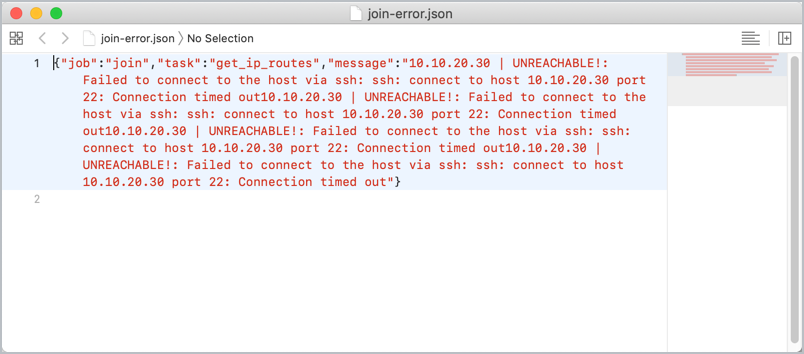 join-error.json
join-error.json 〉No Selection
1 {"job":"join","task":"get_ip_routes","message":"10.10.20.30 | UNREACHABLE!:
Failed to connect to the host via ssh: ssh: connect to host 10.10.20.30 port
22: Connection timed out10.10.20.30 | UNREACHABLE!: Failed to connect to the
host via ssh: ssh: connect to host 10.10.20.30 port 22: Connection timed
out10.10.20.30 | UNREACHABLE!: Failed to connect to the host via ssh: ssh:
connect to host 10.10.20.30 port 22: Connection timed out10.10.20.30 |
UNREACHABLE!: Failed to connect to the host via ssh: ssh: connect to host
10.10.20.30 port 22: Connection timed out"}
2